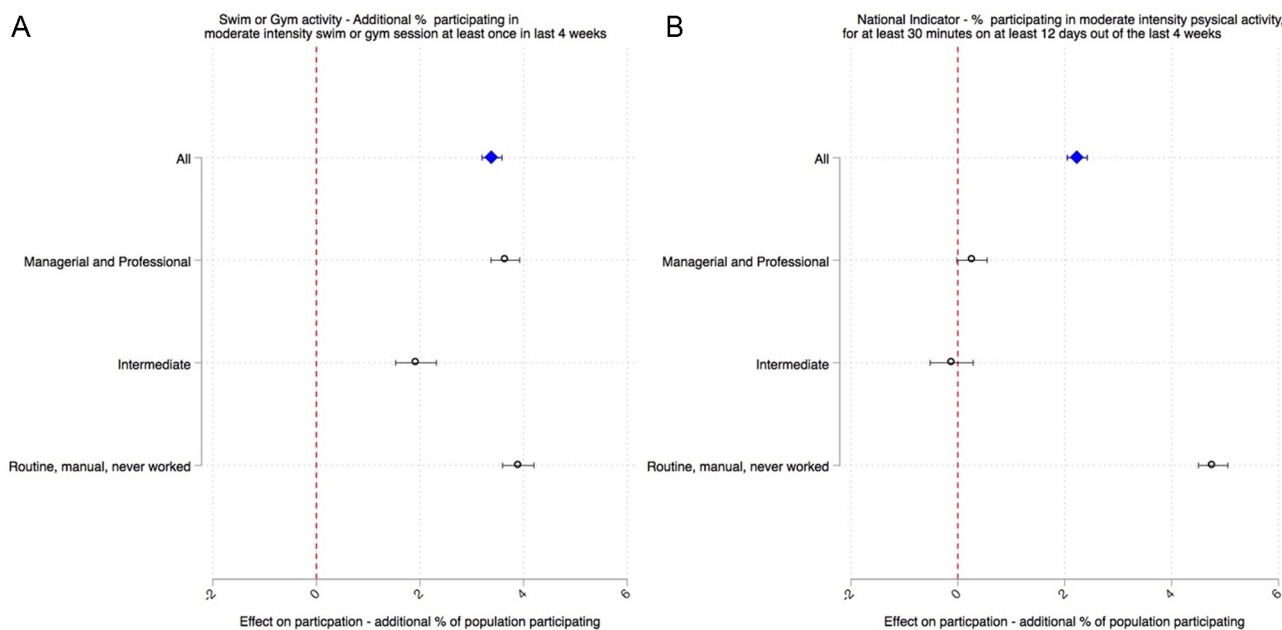 A
Swim or Gym activity - Additional % participating in
moderate intensity swim or gym session at least once in last 4 weeks
All
Managerial and Professional
Intermediate
Routine, manual, never worked
-2
0
2
4
6
Effect on particpation - additional % of population participating
B
National Indicator - % participating in moderate intensity psysical activity,
for at least 30 minutes on at least 12 days out of the last 4 weeks
All
Managerial and Professional
Intermediate
Routine, manual, never worked
-2
0
2
4
6
Effect on particpation - additional % of population participating